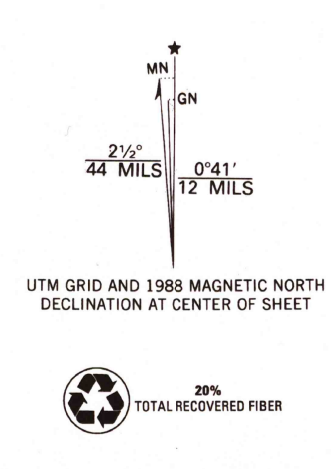 ★
MN
GN
2½°
44 MILS
0°41′
12 MILS
UTM GRID AND 1988 MAGNETIC NORTH
DECLINATION AT CENTER OF SHEET
20%
TOTAL RECOVERED FIBER